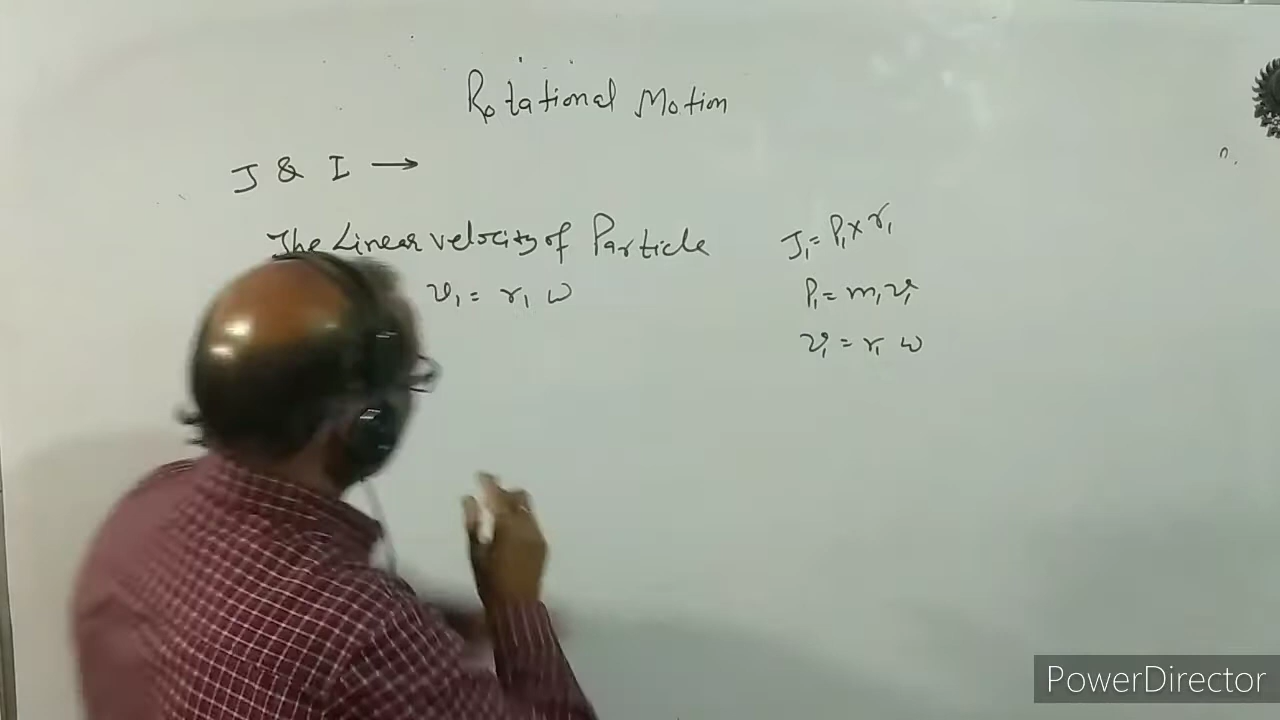 Rotational Motion
J & I →
The Linear velocity of Particle
v₁ = r₁ ω
J₁ = P₁ × r₁
P₁ = m₁v₁
v₁ = r₁ ω
PowerDirector